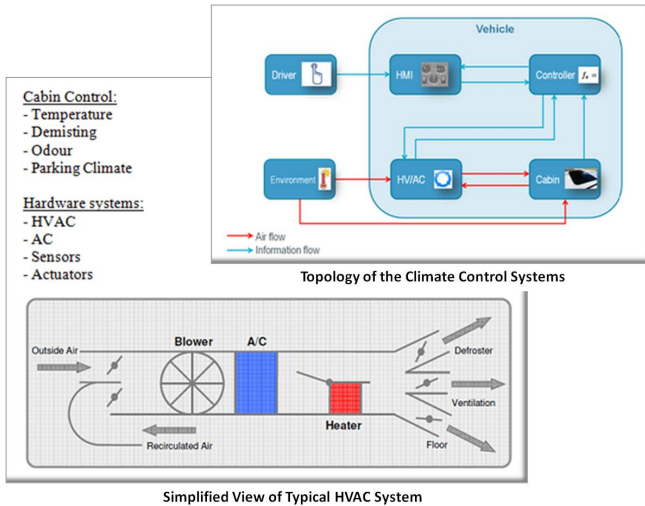 Vehicle
Driver
HMI
Controller
fₙ =
Environment
HV/AC
Cabin
Air flow
Information flow
Topology of the Climate Control Systems
Cabin Control:
- Temperature
- Demisting
- Odour
- Parking Climate
Hardware systems:
- HVAC
- AC
- Sensors
- Actuators
Blower
A/C
Outside Air
Defroster
Ventilation
Heater
Recirculated Air
Floor
Simplified View of Typical HVAC System